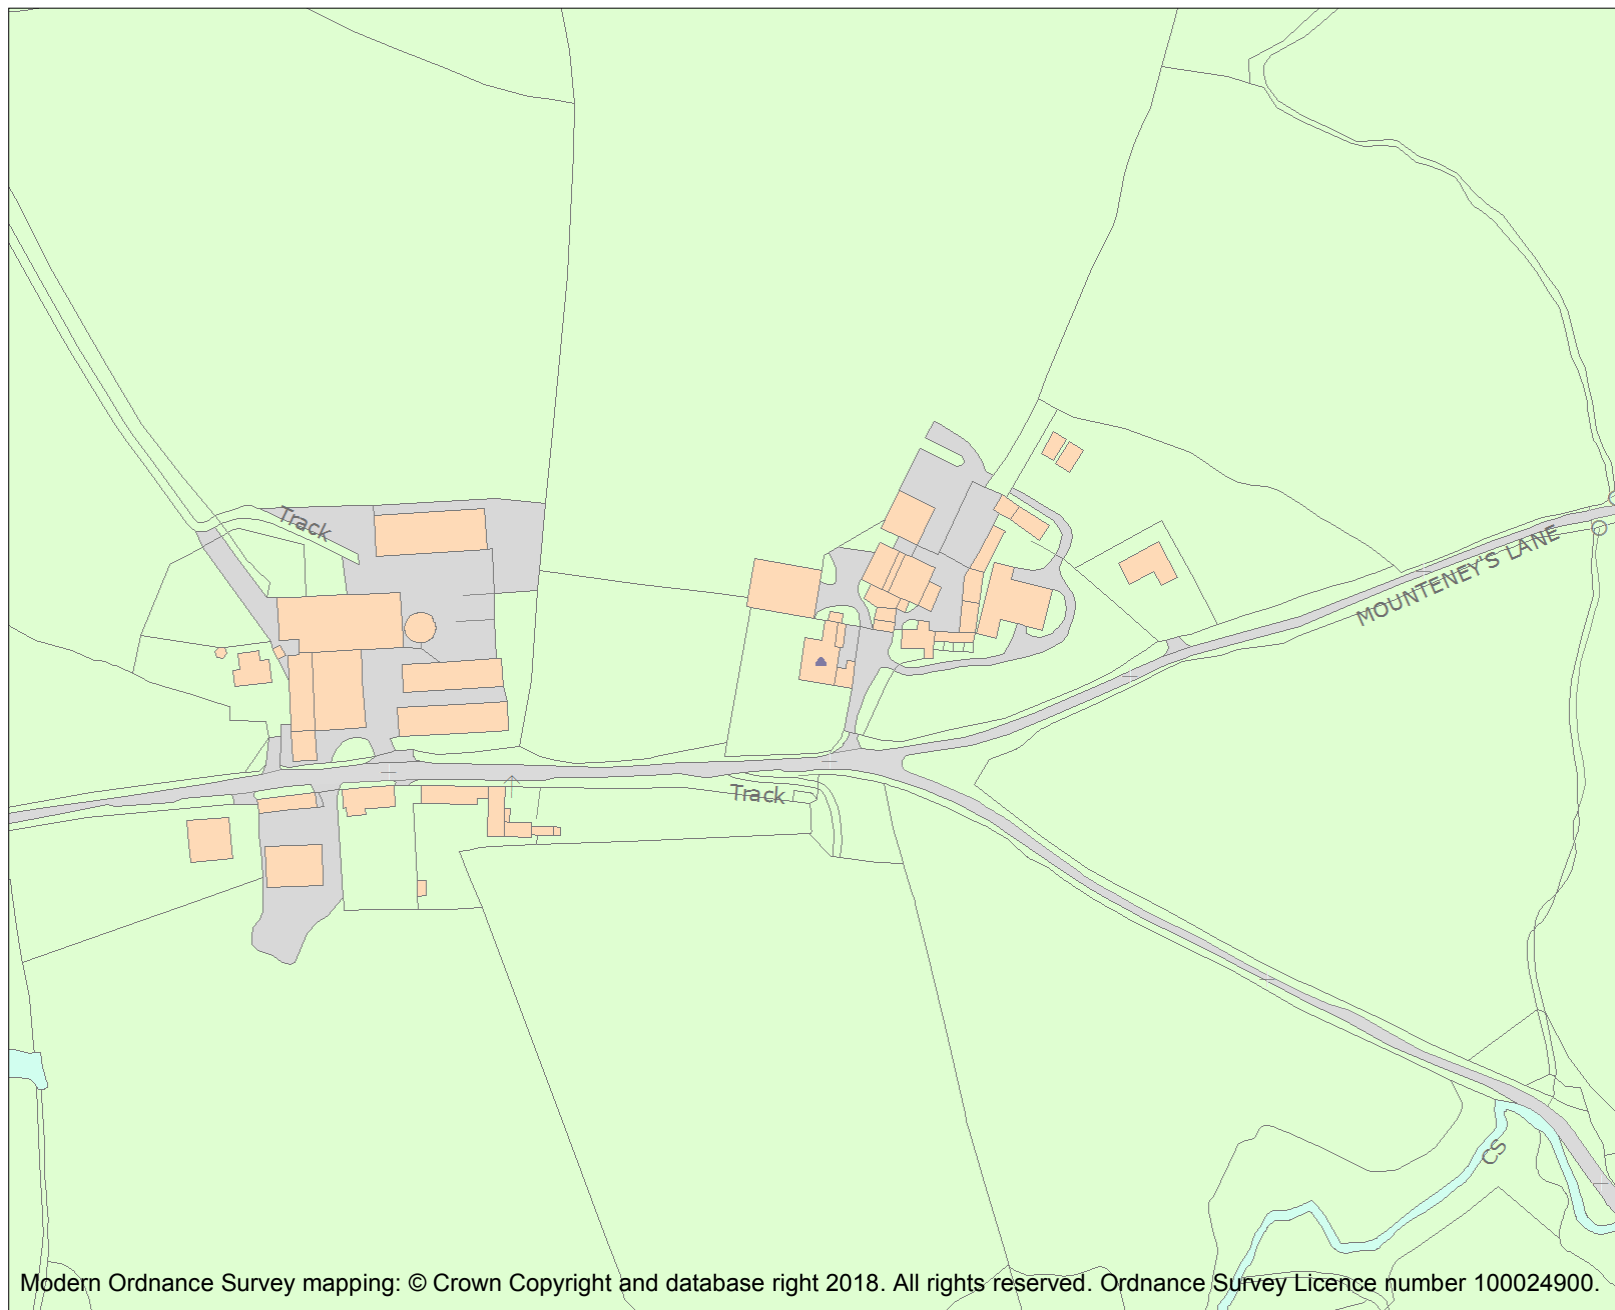 Track
MOUNTENEY'S LANE
Track
CS
Modern Ordnance Survey mapping: © Crown Copyright and database right 2018. All rights reserved. Ordnance Survey Licence number 100024900.